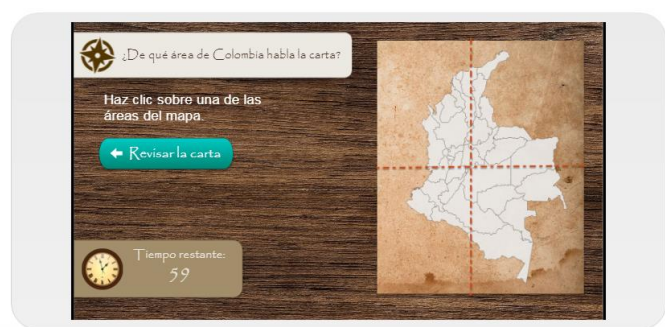 ¿De qué área de Colombia habla la carta?
Haz clic sobre una de las
áreas del mapa.
Revisar la carta
Tiempo restante:
59